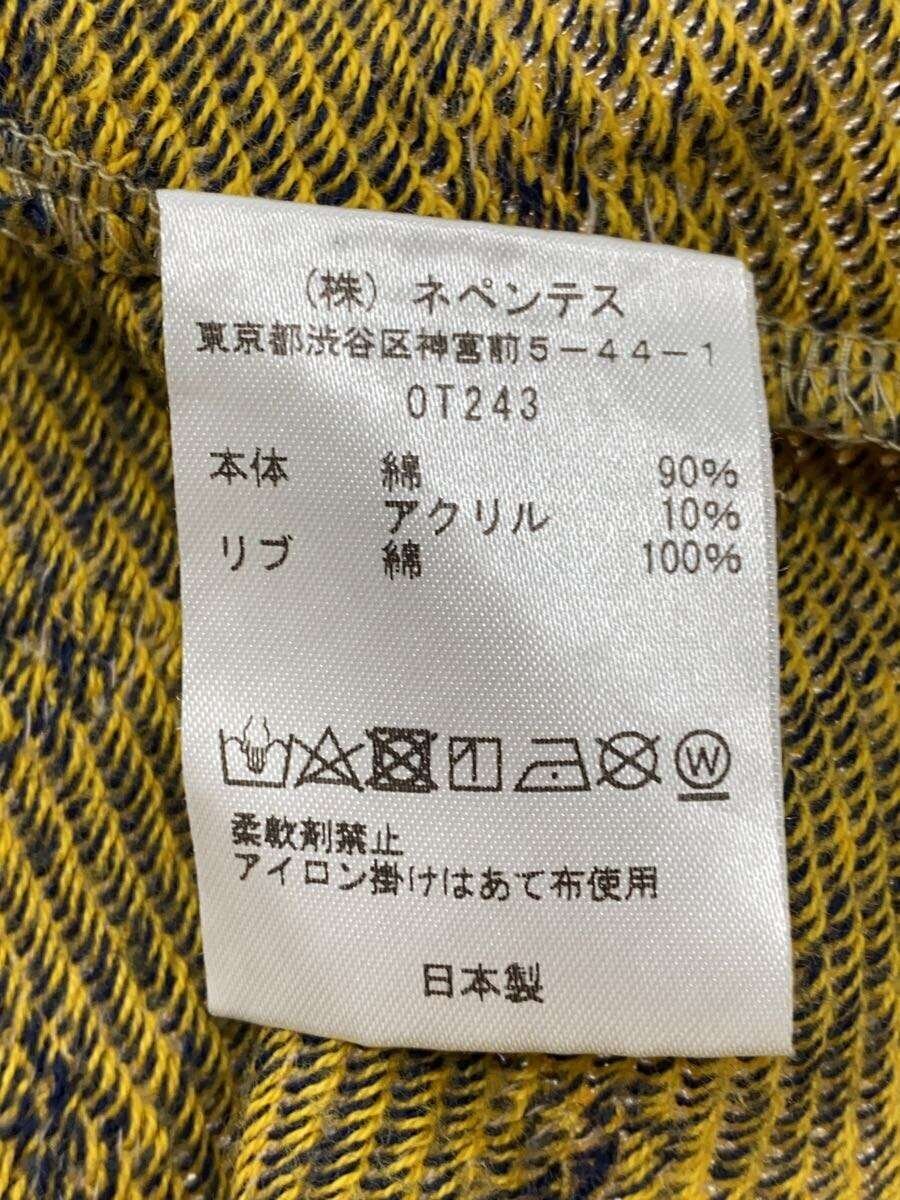 (株) ネペンテス
東京都渋谷区神宮前5-44-1
OT243
本体 綿 90%
アクリル 10%
リブ 綿 100%
W
柔軟剤禁止
アイロン掛けはあて布使用
日本製